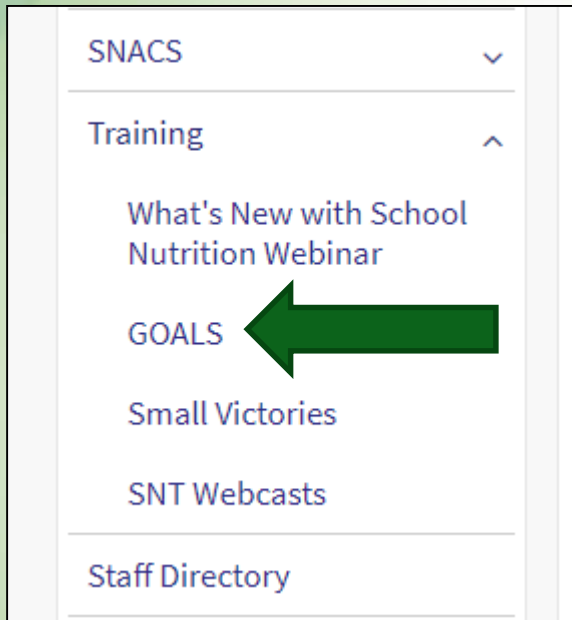 SNACS
Training
What's New with School
Nutrition Webinar
GOALS
Small Victories
SNT Webcasts
Staff Directory